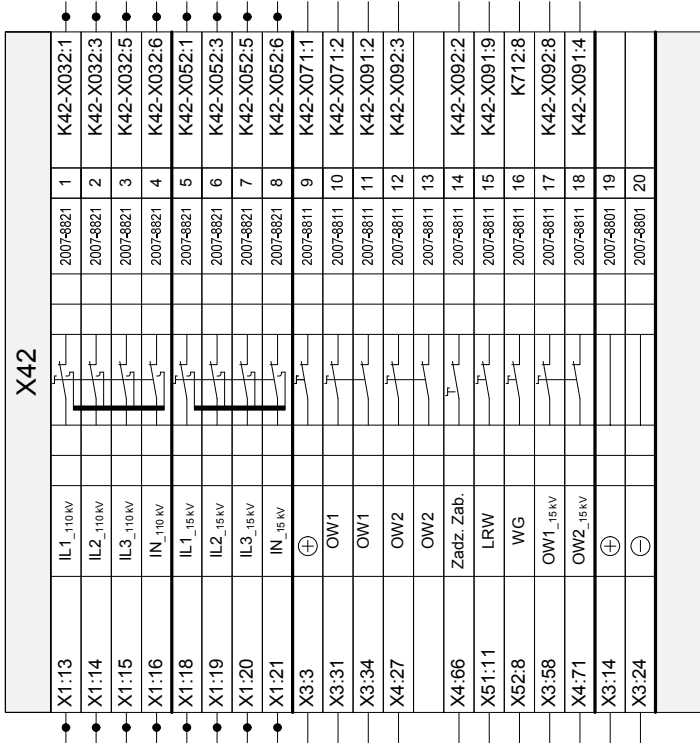 X42
X1:13 IL1_110 kV 2007-8821 1 K42-X032:1
X1:14 IL2_110 kV 2007-8821 2 K42-X032:3
X1:15 IL3_110 kV 2007-8821 3 K42-X032:5
X1:16 IN_110 kV 2007-8821 4 K42-X032:6
X1:18 IL1_15 kV 2007-8821 5 K42-X052:1
X1:19 IL2_15 kV 2007-8821 6 K42-X052:3
X1:20 IL3_15 kV 2007-8821 7 K42-X052:5
X1:21 IN_15 kV 2007-8821 8 K42-X052:6
X3:3 ⊕ 2007-8811 9 K42-X071:1
X3:31 OW1 2007-8811 10 K42-X071:2
X3:34 OW1 2007-8811 11 K42-X091:2
X4:27 OW2 2007-8811 12 K42-X092:3
OW2 2007-8811 13
X4:66 Zadz. Zab. 2007-8811 14 K42-X092:2
X51:11 LRW 2007-8811 15 K42-X091:9
X52:8 WG 2007-8811 16 K712:8
X3:58 OW1_15 kV 2007-8811 17 K42-X092:8
X4:71 OW2_15 kV 2007-8811 18 K42-X091:4
X3:14 ⊕ 2007-8801 19
X3:24 ⊖ 2007-8801 20